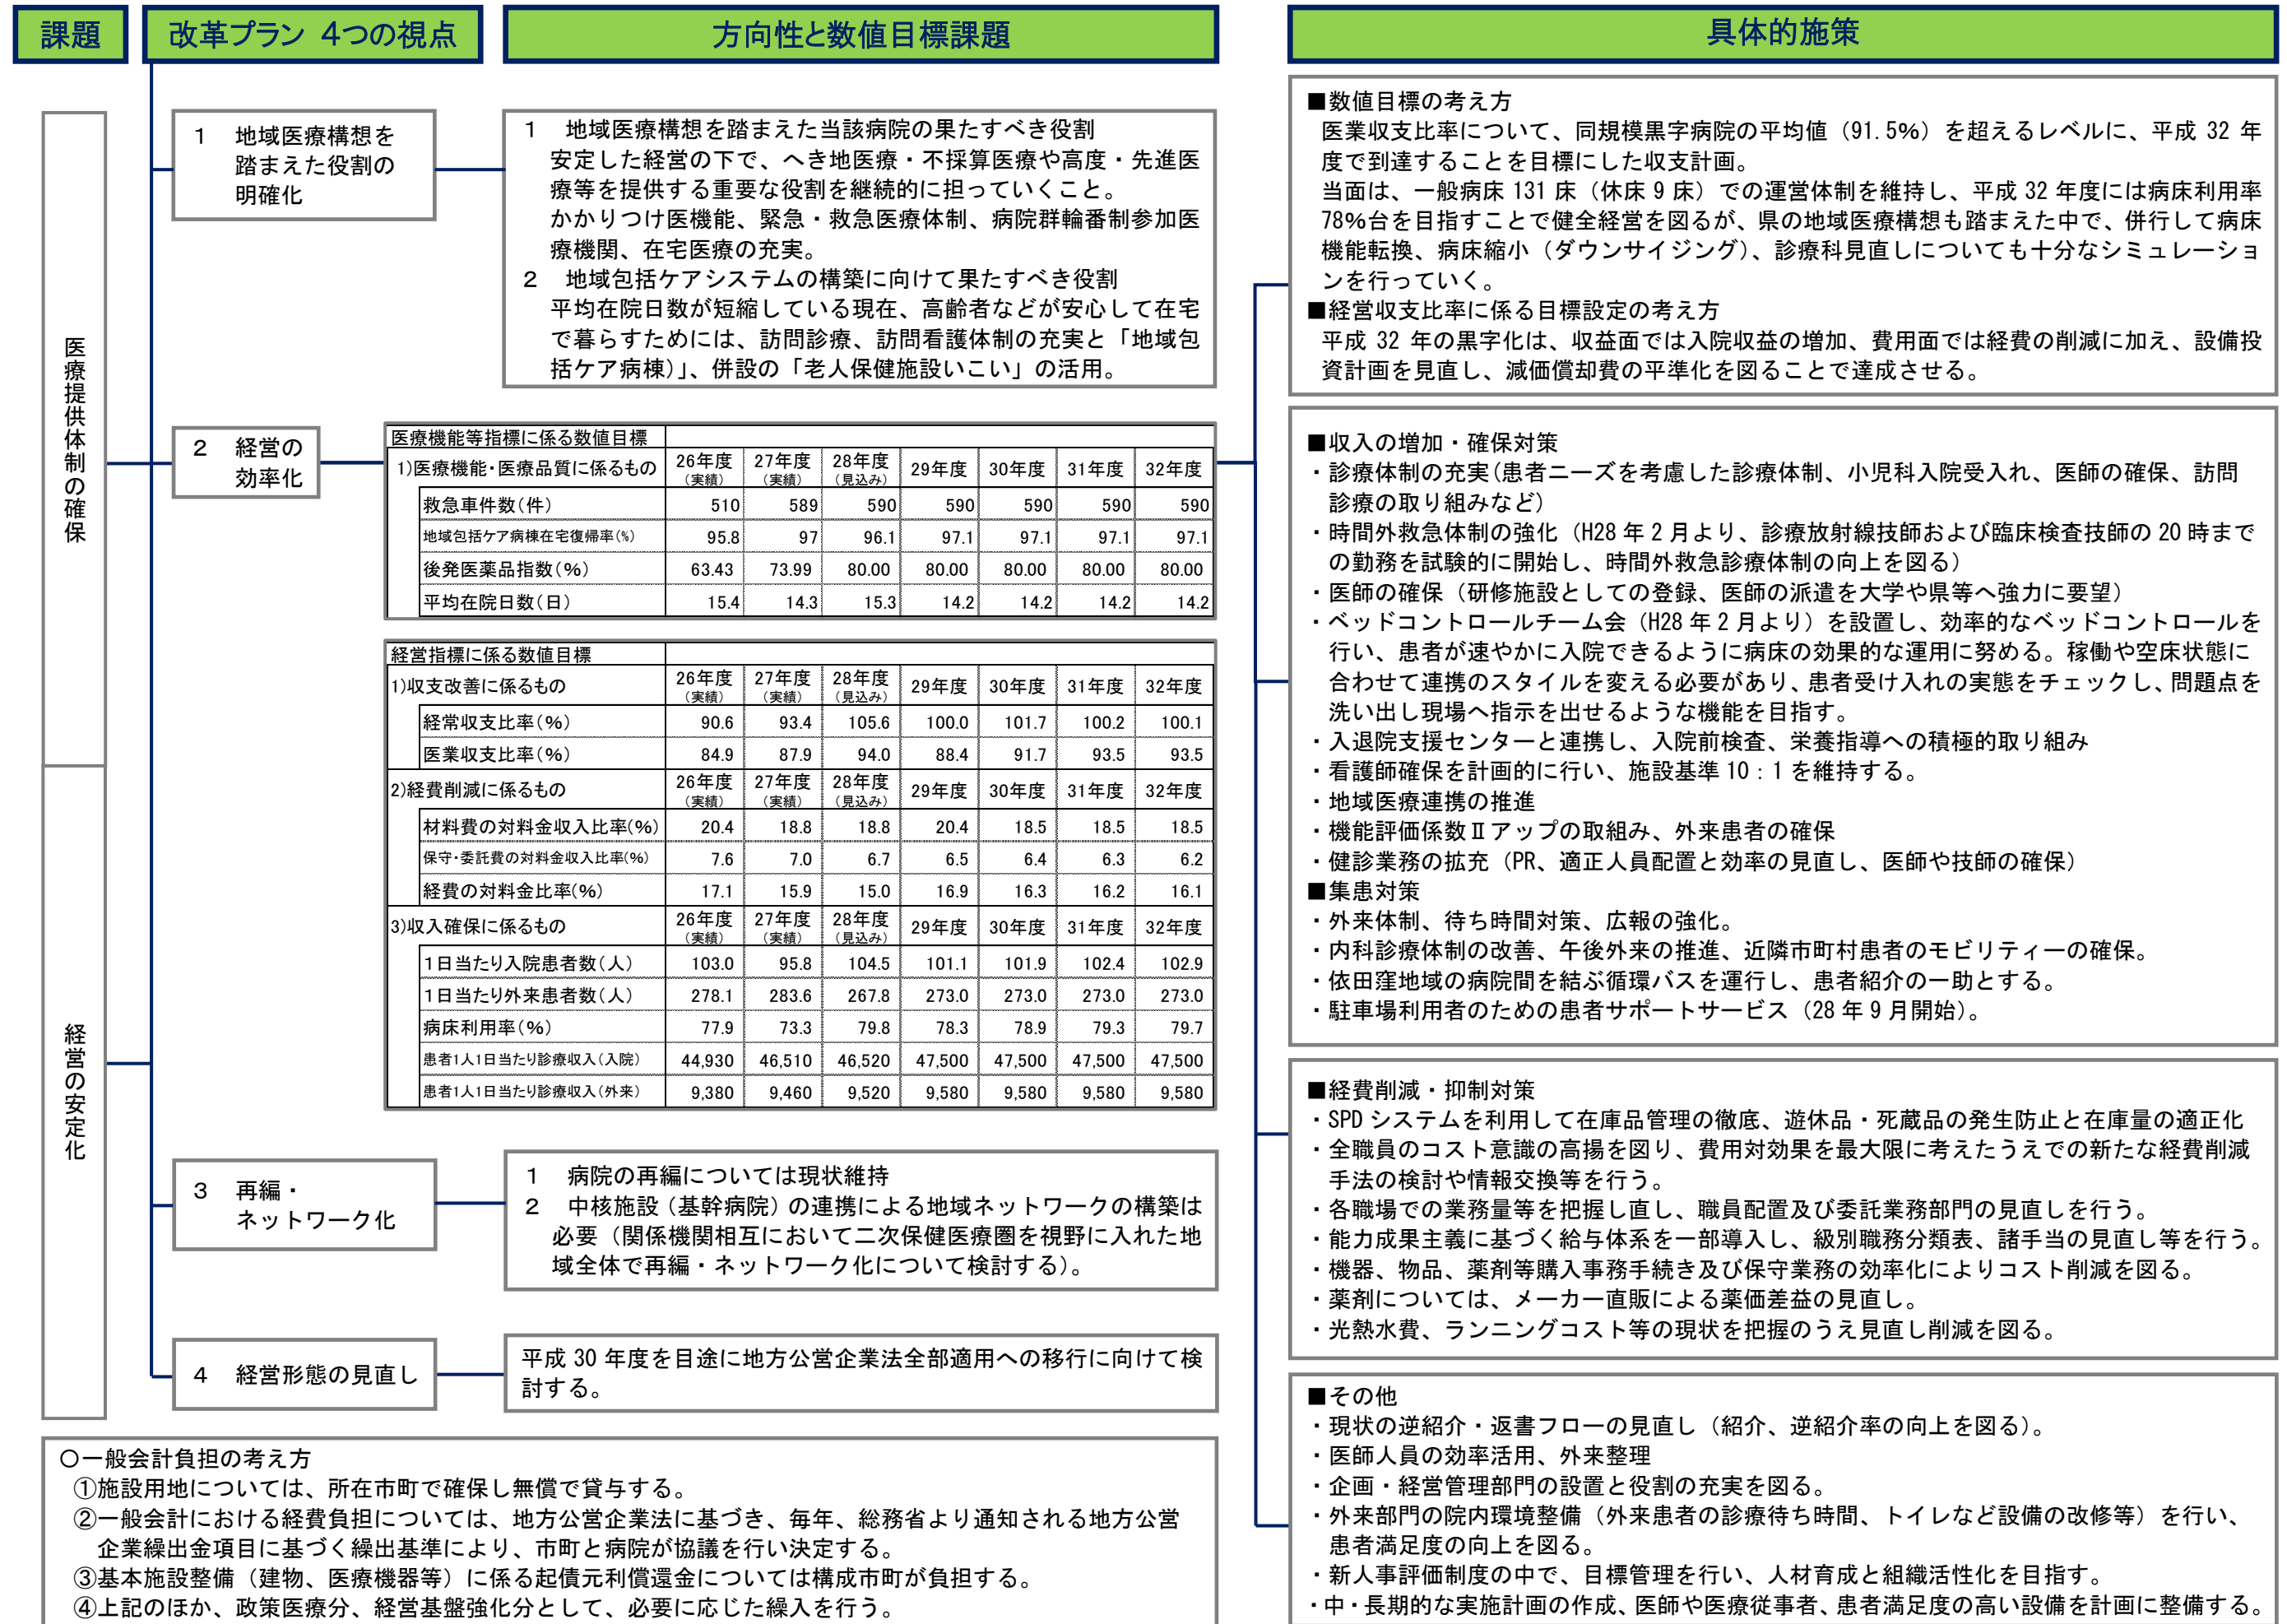 課題
改革プラン 4つの視点
方向性と数値目標課題
具体的施策
医療提供体制の確保
経営の安定化
1 地域医療構想を
踏まえた役割の
明確化
1 地域医療構想を踏まえた当該病院の果たすべき役割
安定した経営の下で、へき地医療・不採算医療や高度・先進医
療等を提供する重要な役割を継続的に担っていくこと。
かかりつけ医機能、緊急・救急医療体制、病院群輪番制参加医
療機関、在宅医療の充実。
2 地域包括ケアシステムの構築に向けて果たすべき役割
平均在院日数が短縮している現在、高齢者などが安心して在宅
で暮らすためには、訪問診療、訪問看護体制の充実と「地域包
括ケア病棟)」、併設の「老人保健施設いこい」の活用。
2 経営の
効率化
医療機能等指標に係る数値目標
1)医療機能・医療品質に係るもの 26年度(実績) 27年度(実績) 28年度(見込み) 29年度 30年度 31年度 32年度
救急車件数(件) 510 589 590 590 590 590 590
地域包括ケア病棟在宅復帰率(%) 95.8 97 96.1 97.1 97.1 97.1 97.1
後発医薬品指数(%) 63.43 73.99 80.00 80.00 80.00 80.00 80.00
平均在院日数(日) 15.4 14.3 15.3 14.2 14.2 14.2 14.2
経営指標に係る数値目標
1)収支改善に係るもの 26年度(実績) 27年度(実績) 28年度(見込み) 29年度 30年度 31年度 32年度
経常収支比率(%) 90.6 93.4 105.6 100.0 101.7 100.2 100.1
医業収支比率(%) 84.9 87.9 94.0 88.4 91.7 93.5 93.5
2)経費削減に係るもの 26年度(実績) 27年度(実績) 28年度(見込み) 29年度 30年度 31年度 32年度
材料費の対料金収入比率(%) 20.4 18.8 18.8 20.4 18.5 18.5 18.5
保守・委託費の対料金収入比率(%) 7.6 7.0 6.7 6.5 6.4 6.3 6.2
経費の対料金比率(%) 17.1 15.9 15.0 16.9 16.3 16.2 16.1
3)収入確保に係るもの 26年度(実績) 27年度(実績) 28年度(見込み) 29年度 30年度 31年度 32年度
1日当たり入院患者数(人) 103.0 95.8 104.5 101.1 101.9 102.4 102.9
1日当たり外来患者数(人) 278.1 283.6 267.8 273.0 273.0 273.0 273.0
病床利用率(%) 77.9 73.3 79.8 78.3 78.9 79.3 79.7
患者1人1日当たり診療収入(入院) 44,930 46,510 46,520 47,500 47,500 47,500 47,500
患者1人1日当たり診療収入(外来) 9,380 9,460 9,520 9,580 9,580 9,580 9,580
3 再編・
ネットワーク化
1 病院の再編については現状維持
2 中核施設(基幹病院)の連携による地域ネットワークの構築は
必要(関係機関相互において二次保健医療圏を視野に入れた地
域全体で再編・ネットワーク化について検討する)。
4 経営形態の見直し
平成 30 年度を目途に地方公営企業法全部適用への移行に向けて検
討する。
○一般会計負担の考え方
①施設用地については、所在市町で確保し無償で貸与する。
②一般会計における経費負担については、地方公営企業法に基づき、毎年、総務省より通知される地方公営
企業繰出金項目に基づく繰出基準により、市町と病院が協議を行い決定する。
③基本施設整備(建物、医療機器等)に係る起債元利償還金については構成市町が負担する。
④上記のほか、政策医療分、経営基盤強化分として、必要に応じた繰入を行う。
■数値目標の考え方
医業収支比率について、同規模黒字病院の平均値(91.5%)を超えるレベルに、平成 32 年
度で到達することを目標にした収支計画。
当面は、一般病床 131 床(休床 9 床)での運営体制を維持し、平成 32 年度には病床利用率
78%台を目指すことで健全経営を図るが、県の地域医療構想も踏まえた中で、併行して病床
機能転換、病床縮小(ダウンサイジング)、診療科見直しについても十分なシミュレーショ
ンを行っていく。
■経営収支比率に係る目標設定の考え方
平成 32 年の黒字化は、収益面では入院収益の増加、費用面では経費の削減に加え、設備投
資計画を見直し、減価償却費の平準化を図ることで達成させる。
■収入の増加・確保対策
・診療体制の充実(患者ニーズを考慮した診療体制、小児科入院受入れ、医師の確保、訪問
診療の取り組みなど)
・時間外救急体制の強化(H28 年 2 月より、診療放射線技師および臨床検査技師の 20 時まで
の勤務を試験的に開始し、時間外救急診療体制の向上を図る)
・医師の確保(研修施設としての登録、医師の派遣を大学や県等へ強力に要望)
・ベッドコントロールチーム会(H28 年 2 月より)を設置し、効率的なベッドコントロールを
行い、患者が速やかに入院できるように病床の効果的な運用に努める。稼働や空床状態に
合わせて連携のスタイルを変える必要があり、患者受け入れの実態をチェックし、問題点を
洗い出し現場へ指示を出せるような機能を目指す。
・入退院支援センターと連携し、入院前検査、栄養指導への積極的取り組み
・看護師確保を計画的に行い、施設基準 10：1 を維持する。
・地域医療連携の推進
・機能評価係数Ⅱアップの取組み、外来患者の確保
・健診業務の拡充(PR、適正人員配置と効率の見直し、医師や技師の確保)
■集患対策
・外来体制、待ち時間対策、広報の強化。
・内科診療体制の改善、午後外来の推進、近隣市町村患者のモビリティーの確保。
・依田窪地域の病院間を結ぶ循環バスを運行し、患者紹介の一助とする。
・駐車場利用者のための患者サポートサービス(28 年 9 月開始)。
■経費削減・抑制対策
・SPD システムを利用して在庫品管理の徹底、遊休品・死蔵品の発生防止と在庫量の適正化
・全職員のコスト意識の高揚を図り、費用対効果を最大限に考えたうえでの新たな経費削減
手法の検討や情報交換等を行う。
・各職場での業務量等を把握し直し、職員配置及び委託業務部門の見直しを行う。
・能力成果主義に基づく給与体系を一部導入し、級別職務分類表、諸手当の見直し等を行う。
・機器、物品、薬剤等購入事務手続き及び保守業務の効率化によりコスト削減を図る。
・薬剤については、メーカー直販による薬価差益の見直し。
・光熱水費、ランニングコスト等の現状を把握のうえ見直し削減を図る。
■その他
・現状の逆紹介・返書フローの見直し(紹介、逆紹介率の向上を図る)。
・医師人員の効率活用、外来整理
・企画・経営管理部門の設置と役割の充実を図る。
・外来部門の院内環境整備(外来患者の診療待ち時間、トイレなど設備の改修等)を行い、
患者満足度の向上を図る。
・新人事評価制度の中で、目標管理を行い、人材育成と組織活性化を目指す。
・中・長期的な実施計画の作成、医師や医療従事者、患者満足度の高い設備を計画に整備する。